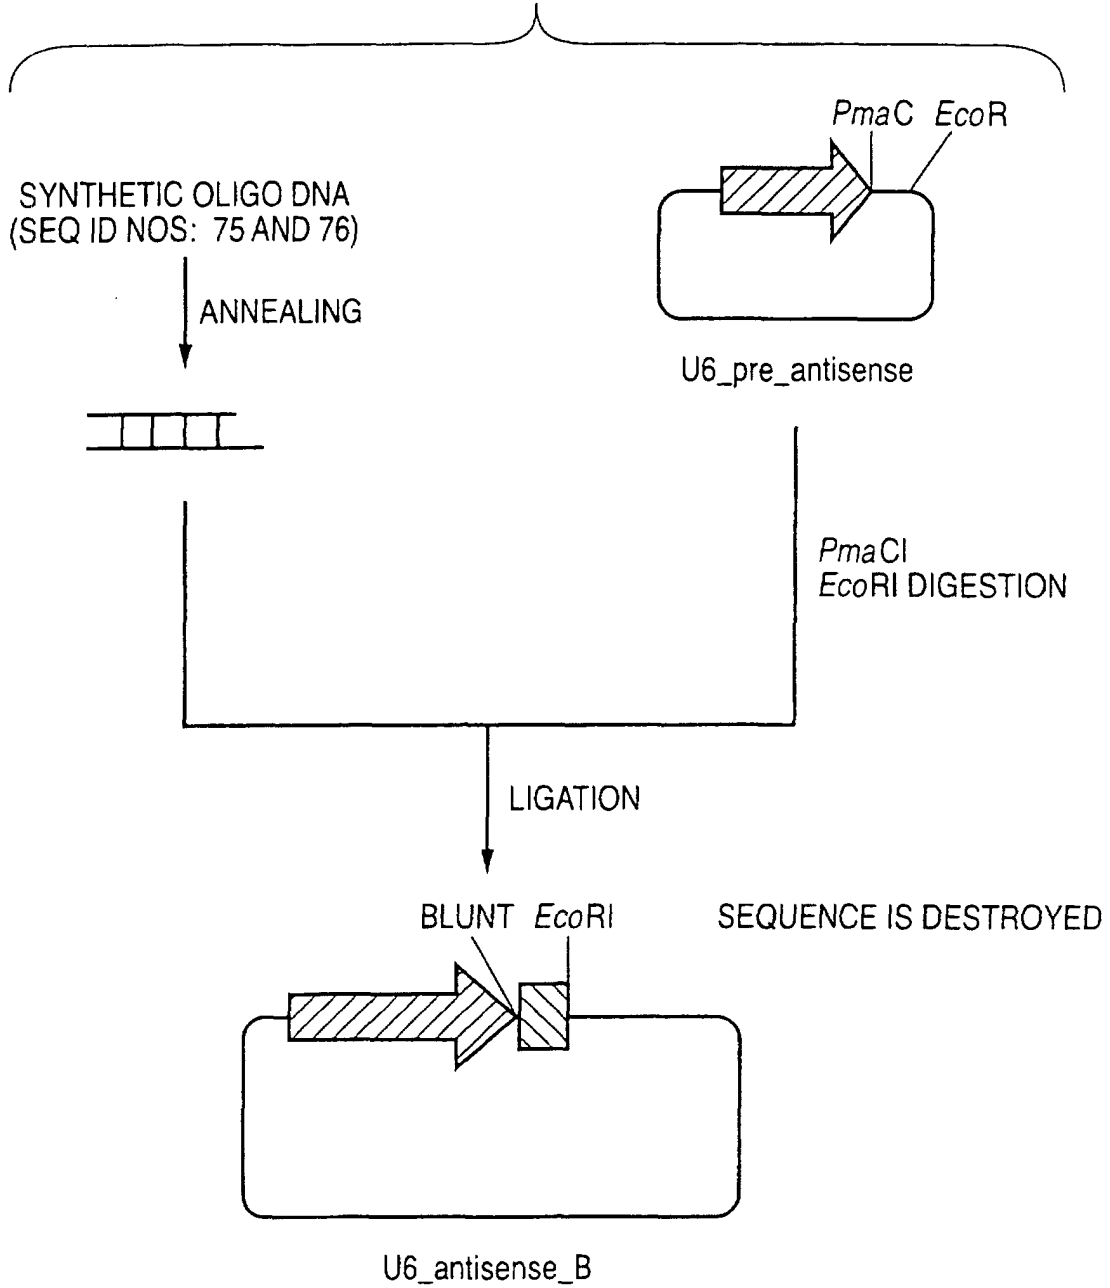 PmaC EcoR
SYNTHETIC OLIGO DNA
(SEQ ID NOS: 75 AND 76)
ANNEALING
U6_pre_antisense
PmaCI
EcoRI DIGESTION
LIGATION
BLUNT EcoRI SEQUENCE IS DESTROYED
U6_antisense_B